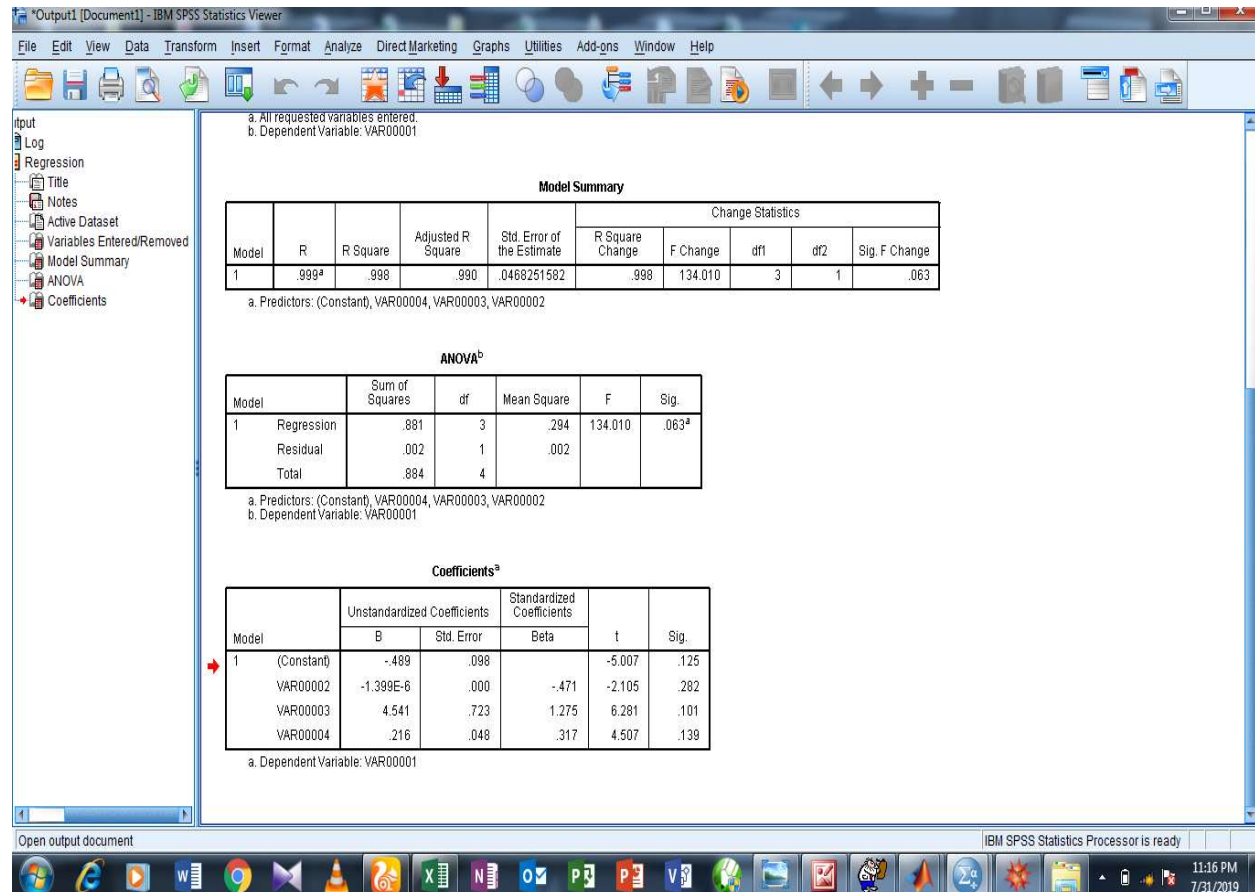 *Output1 [Document1] - IBM SPSS Statistics Viewer
File Edit View Data Transform Insert Format Analyze Direct Marketing Graphs Utilities Add-ons Window Help
Log
Regression
Title
Notes
Active Dataset
Variables Entered/Removed
Model Summary
ANOVA
Coefficients
a. All requested variables entered.
b. Dependent Variable: VAR00001
Model Summary
Change Statistics
Model R R Square Adjusted R Square Std. Error of the Estimate R Square Change F Change df1 df2 Sig. F Change
1 .999a .998 .990 .0468251582 .998 134.010 3 1 .063
a. Predictors: (Constant), VAR00004, VAR00003, VAR00002
ANOVAb
Model Sum of Squares df Mean Square F Sig.
1 Regression .881 3 .294 134.010 .063a
Residual .002 1 .002
Total .884 4
a. Predictors: (Constant), VAR00004, VAR00003, VAR00002
b. Dependent Variable: VAR00001
Coefficientsa
Unstandardized Coefficients Standardized Coefficients
Model B Std. Error Beta t Sig.
1 (Constant) -.489 .098 -5.007 .125
VAR00002 -1.399E-6 .000 -.471 -2.105 .282
VAR00003 4.541 .723 1.275 6.281 .101
VAR00004 .216 .048 .317 4.507 .139
a. Dependent Variable: VAR00001
Open output document
IBM SPSS Statistics Processor is ready
11:16 PM
7/31/2019